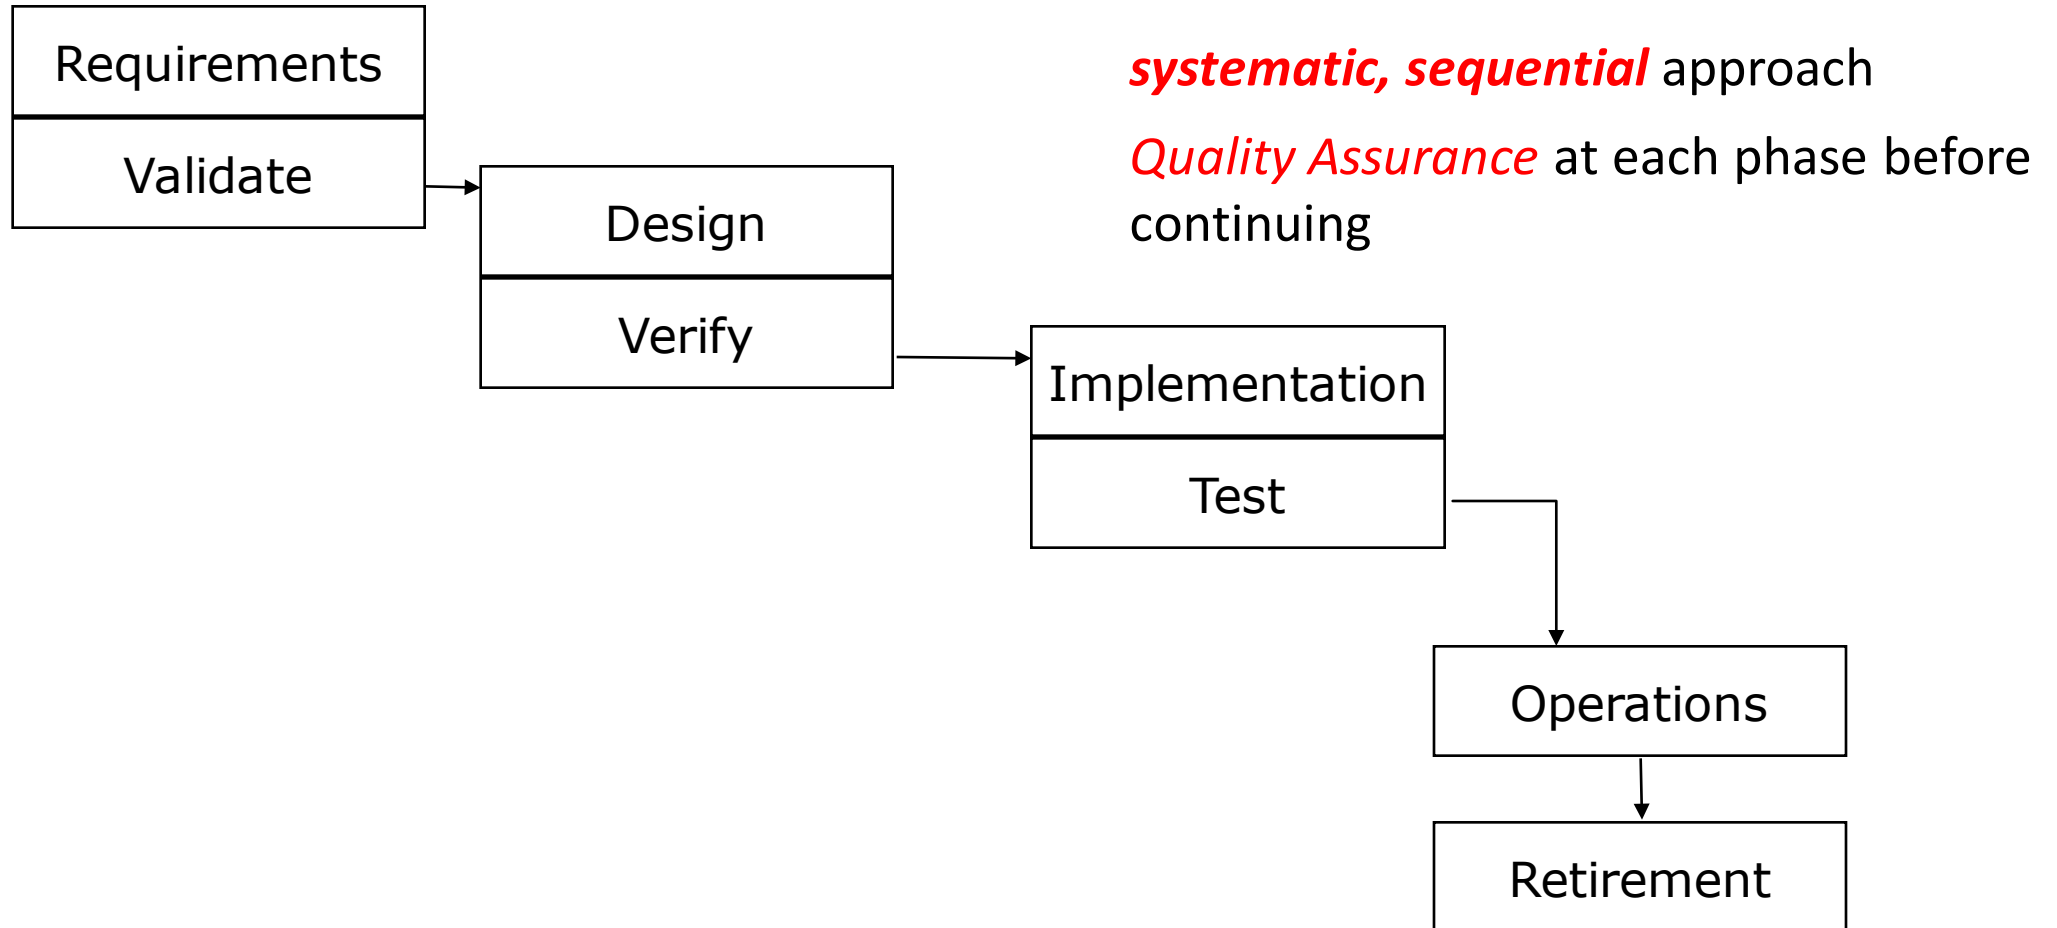 Requirements
Validate
systematic, sequential approach
Quality Assurance at each phase before
continuing
Design
Verify
Implementation
Test
Operations
Retirement